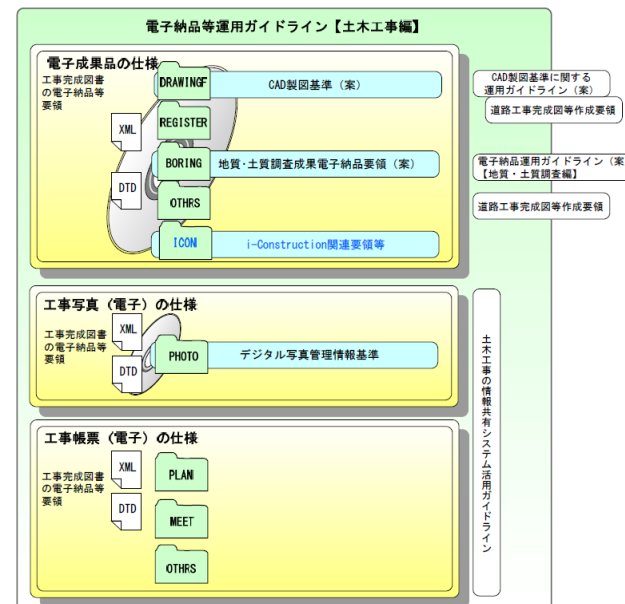 電子納品等運用ガイドライン【土木工事編】
電子成果品の仕様
工事完成図書
の電子納品等
要領
XML
DTD
DRAWINGF
CAD製図基準（案）
REGISTER
BORING
地質・土質調査成果電子納品要領（案）
OTHRS
ICON
i-Construction関連要領等
CAD製図基準に関する
運用ガイドライン（案）
道路工事完成図等作成要領
電子納品運用ガイドライン（案
【地質・土質調査編】
道路工事完成図等作成要領
工事写真（電子）の仕様
工事完成図書
の電子納品等
要領
XML
DTD
PHOTO
デジタル写真管理情報基準
工事帳票（電子）の仕様
工事完成図書
の電子納品等
要領
XML
DTD
PLAN
MEET
OTHRS
土木工事の情報共有システム活用ガイドライン